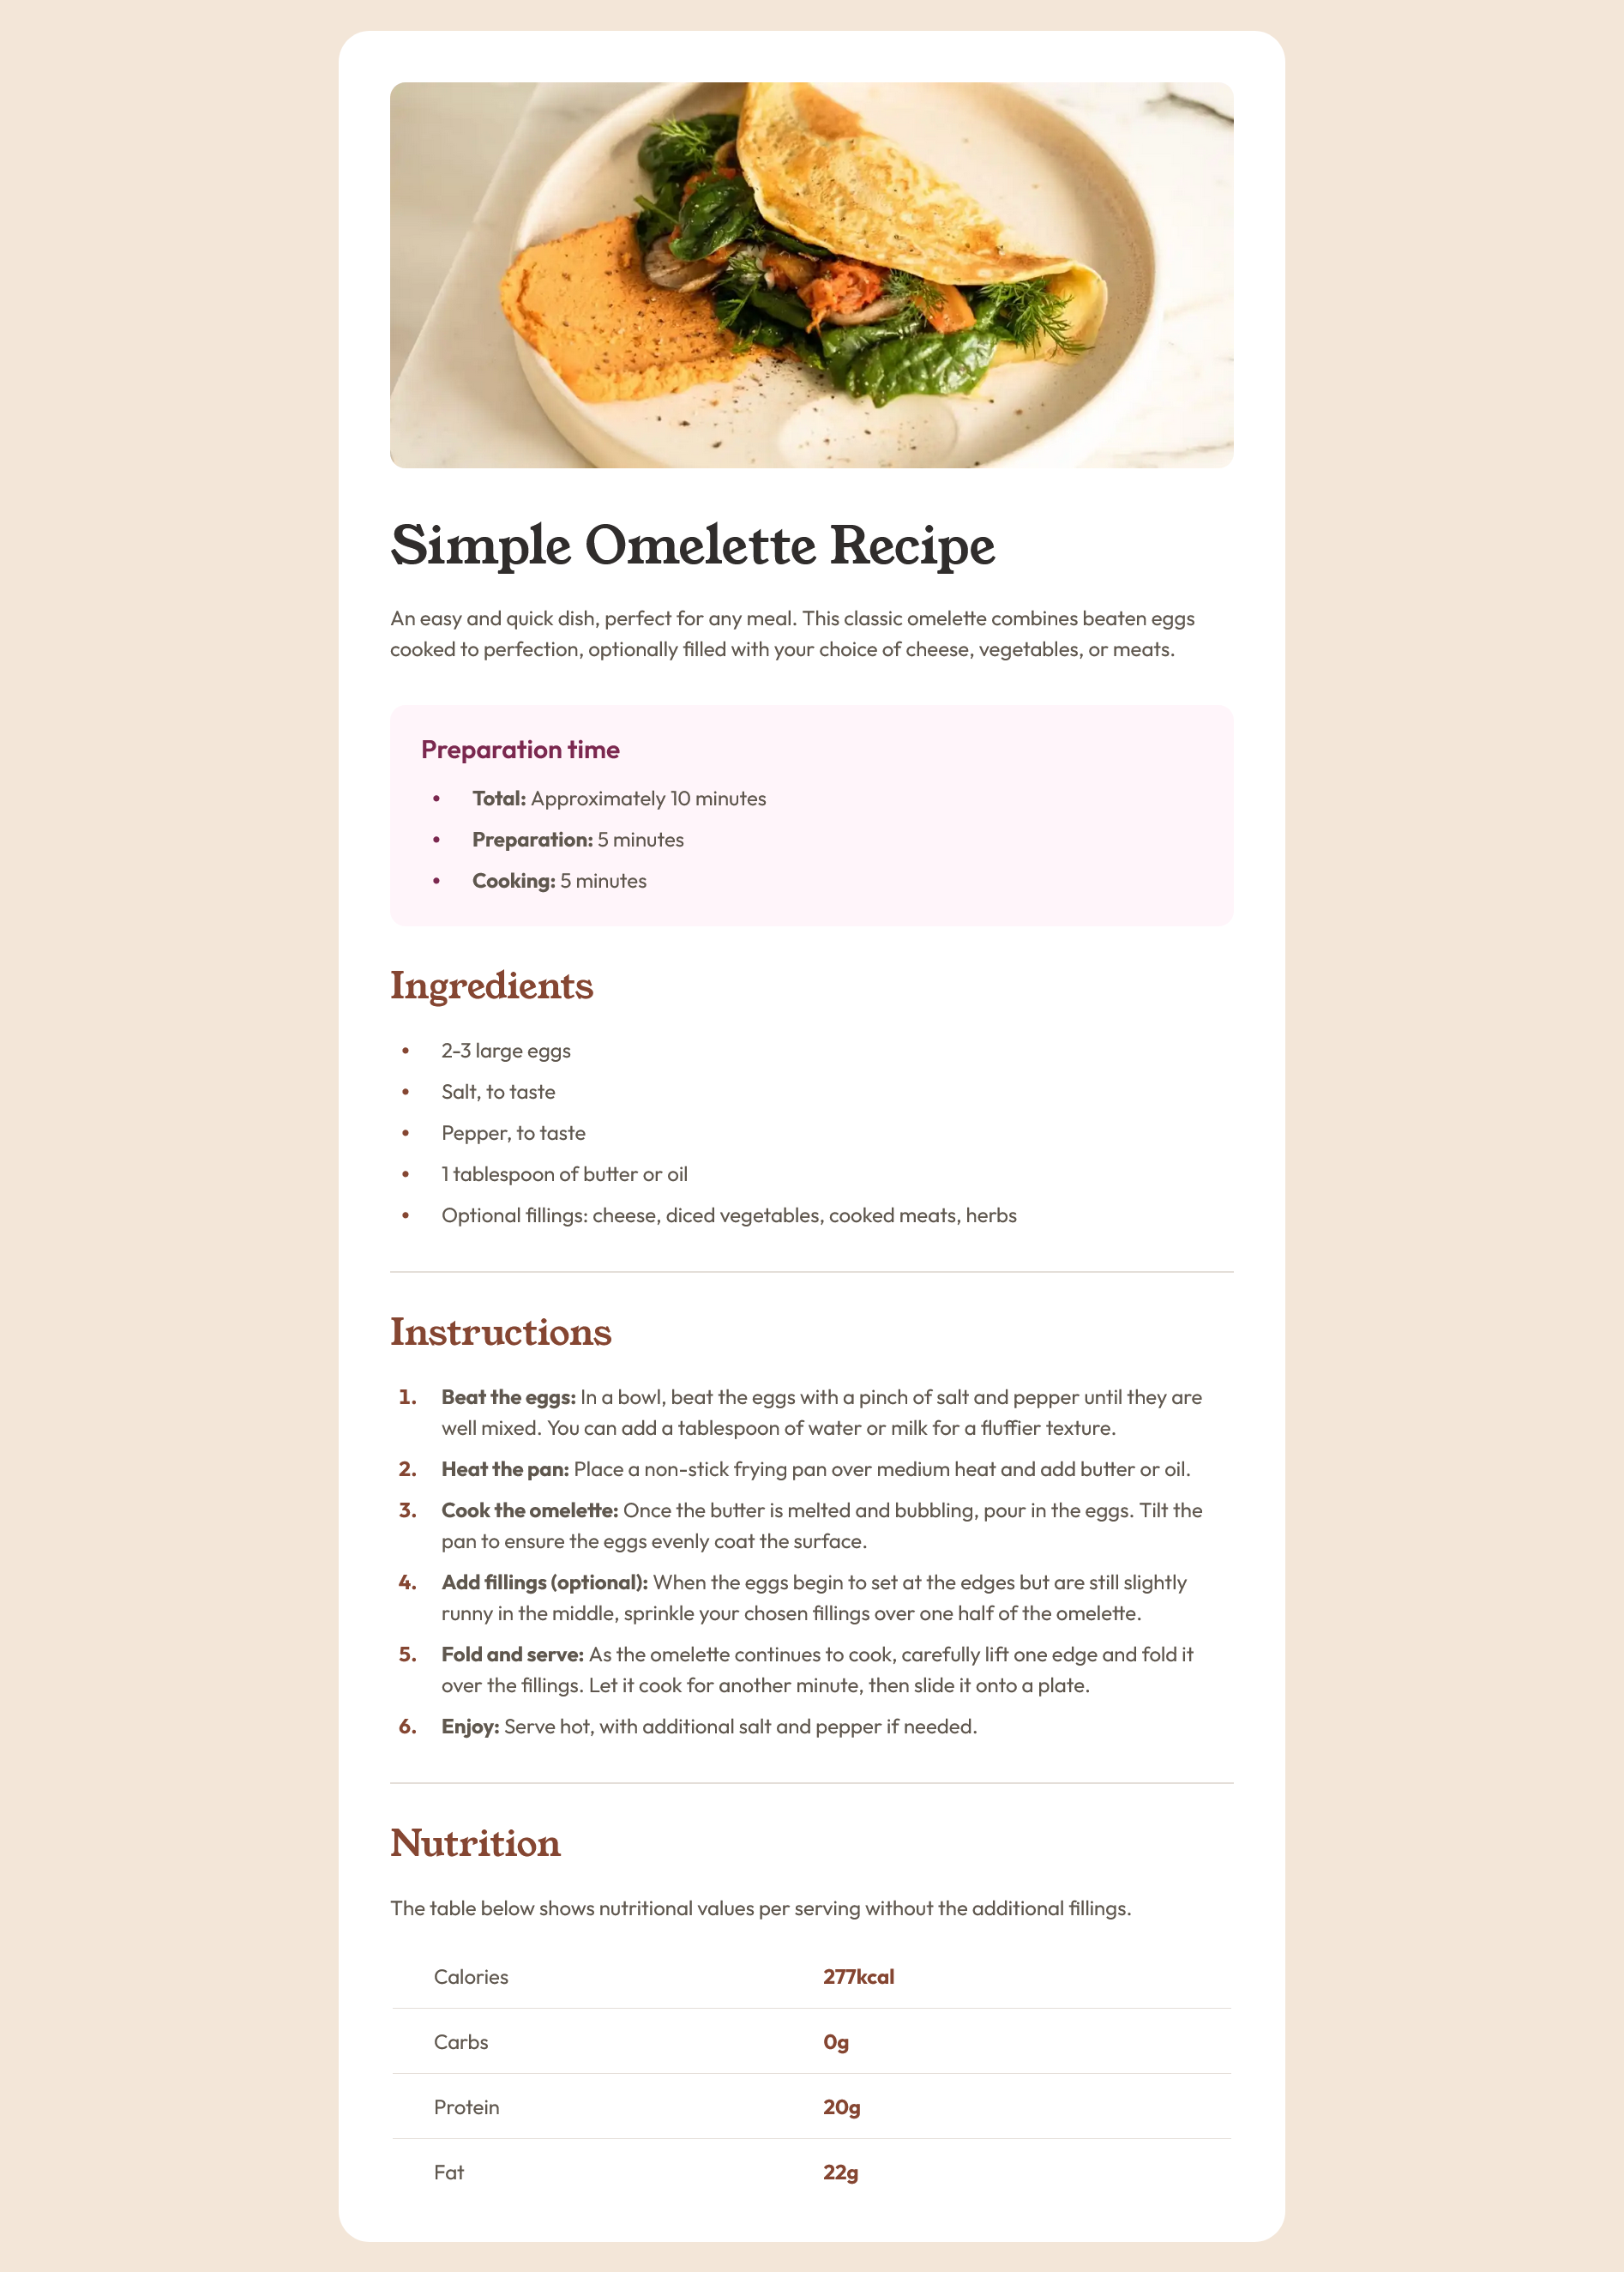 Simple Omelette Recipe
An easy and quick dish, perfect for any meal. This classic omelette combines beaten eggs
cooked to perfection, optionally filled with your choice of cheese, vegetables, or meats.
Preparation time
• Total: Approximately 10 minutes
• Preparation: 5 minutes
• Cooking: 5 minutes
Ingredients
• 2-3 large eggs
• Salt, to taste
• Pepper, to taste
• 1 tablespoon of butter or oil
• Optional fillings: cheese, diced vegetables, cooked meats, herbs
Instructions
1. Beat the eggs: In a bowl, beat the eggs with a pinch of salt and pepper until they are
well mixed. You can add a tablespoon of water or milk for a fluffier texture.
2. Heat the pan: Place a non-stick frying pan over medium heat and add butter or oil.
3. Cook the omelette: Once the butter is melted and bubbling, pour in the eggs. Tilt the
pan to ensure the eggs evenly coat the surface.
4. Add fillings (optional): When the eggs begin to set at the edges but are still slightly
runny in the middle, sprinkle your chosen fillings over one half of the omelette.
5. Fold and serve: As the omelette continues to cook, carefully lift one edge and fold it
over the fillings. Let it cook for another minute, then slide it onto a plate.
6. Enjoy: Serve hot, with additional salt and pepper if needed.
Nutrition
The table below shows nutritional values per serving without the additional fillings.
Calories 277kcal
Carbs 0g
Protein 20g
Fat 22g